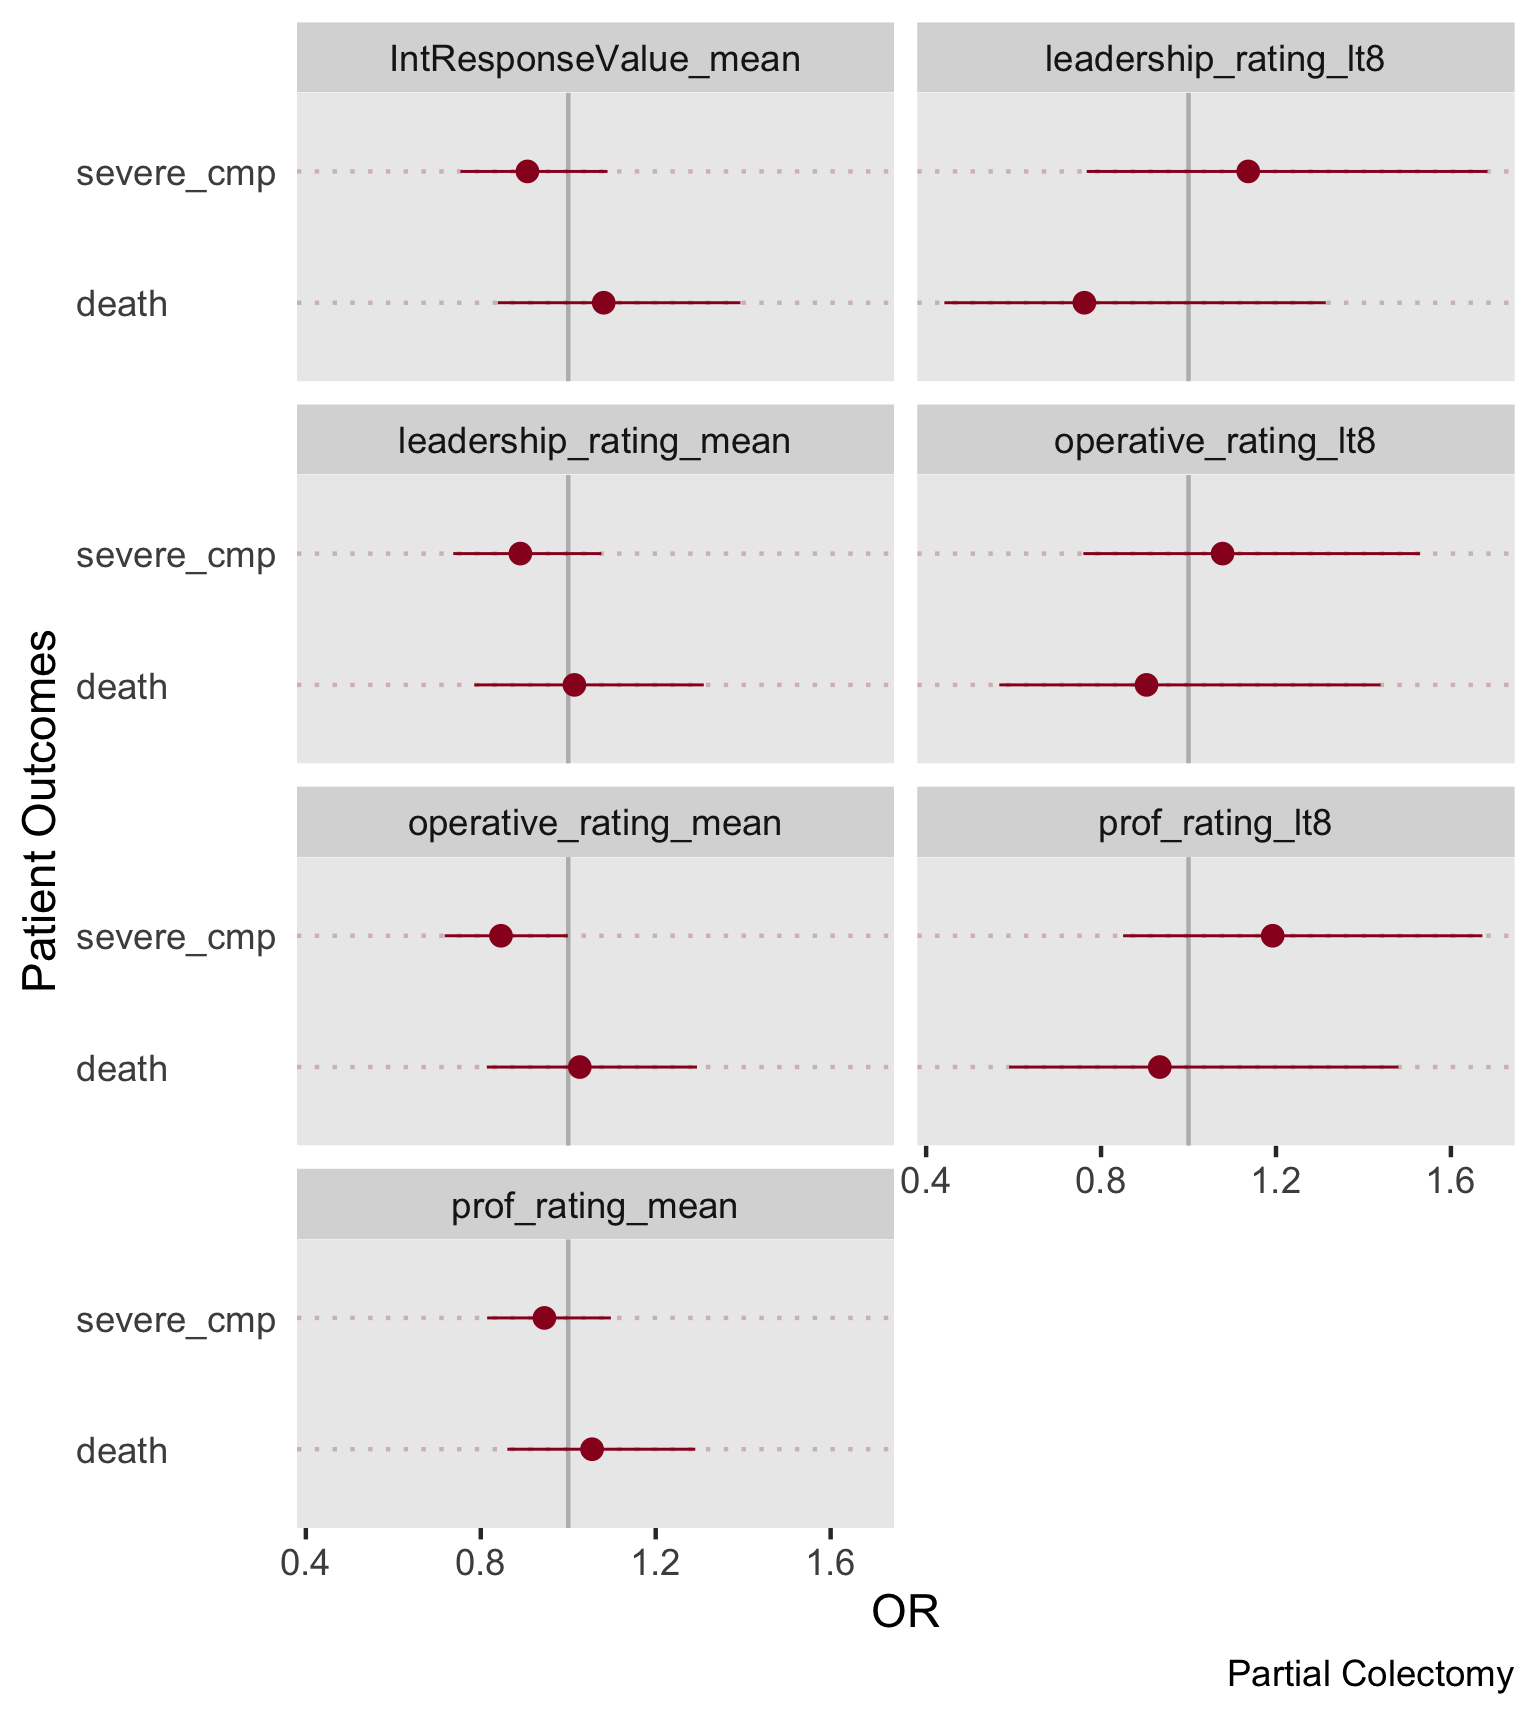 IntResponseValue_mean
leadership_rating_lt8
severe_cmp
death
leadership_rating_mean
operative_rating_lt8
severe_cmp
death
Patient Outcomes
operative_rating_mean
prof_rating_lt8
severe_cmp
death
0.4 0.8 1.2 1.6
prof_rating_mean
severe_cmp
death
0.4 0.8 1.2 1.6
OR
Partial Colectomy